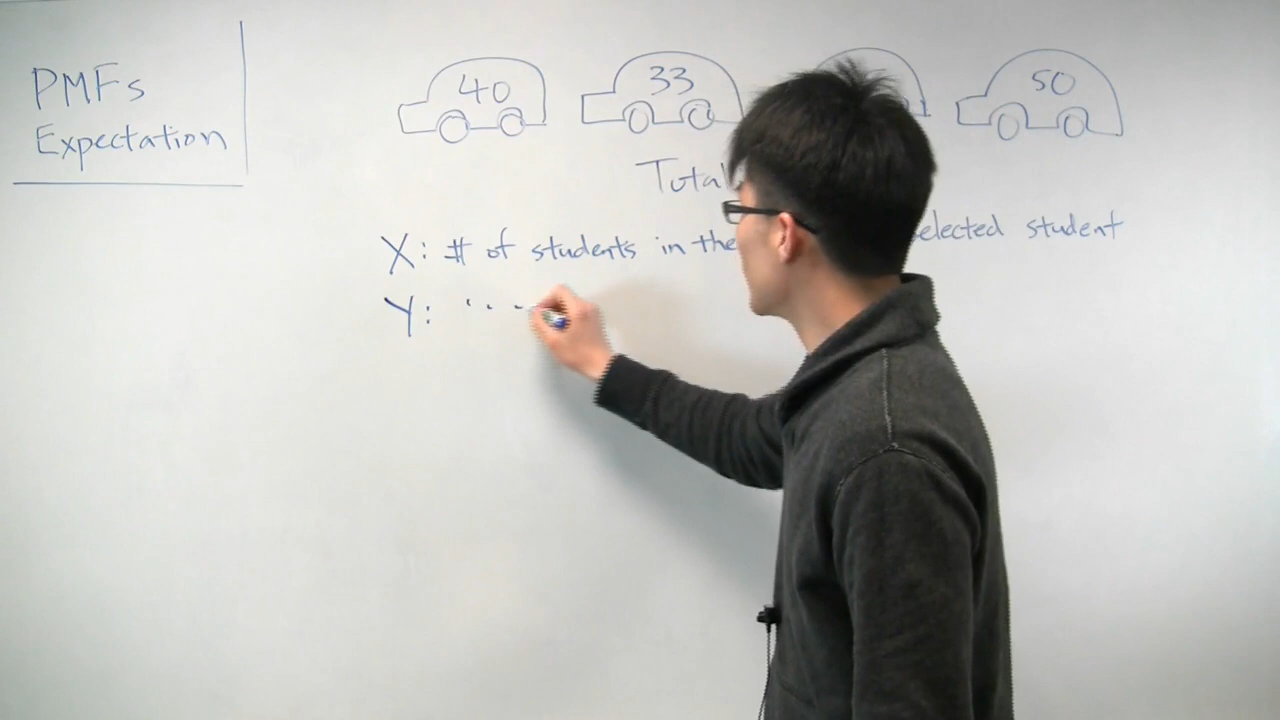 PMFs
Expectation
40 33 50
Total
X: # of students in the selected student
Y: